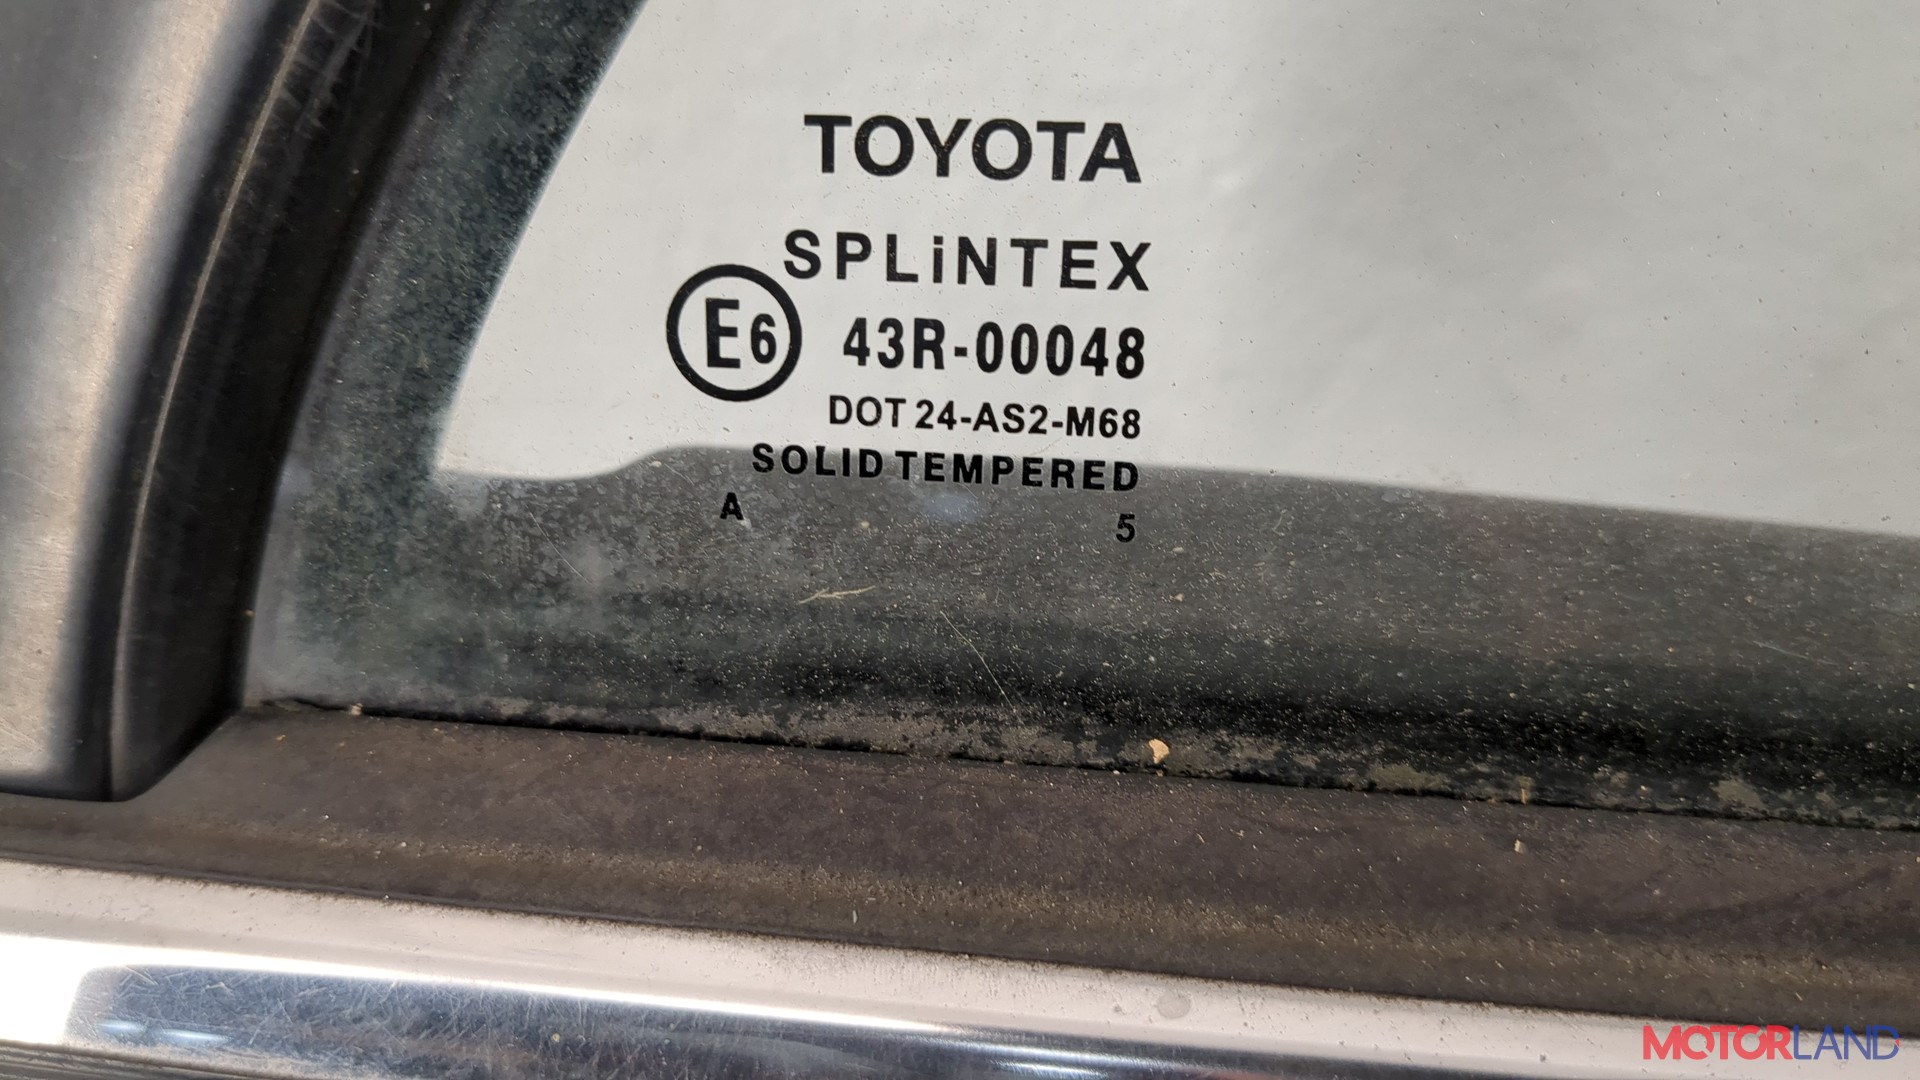 TOYOTA
SPLiNTEX
E6 43R-00048
DOT 24-AS2-M68
SOLID TEMPERED
A 5
MOTORLAND